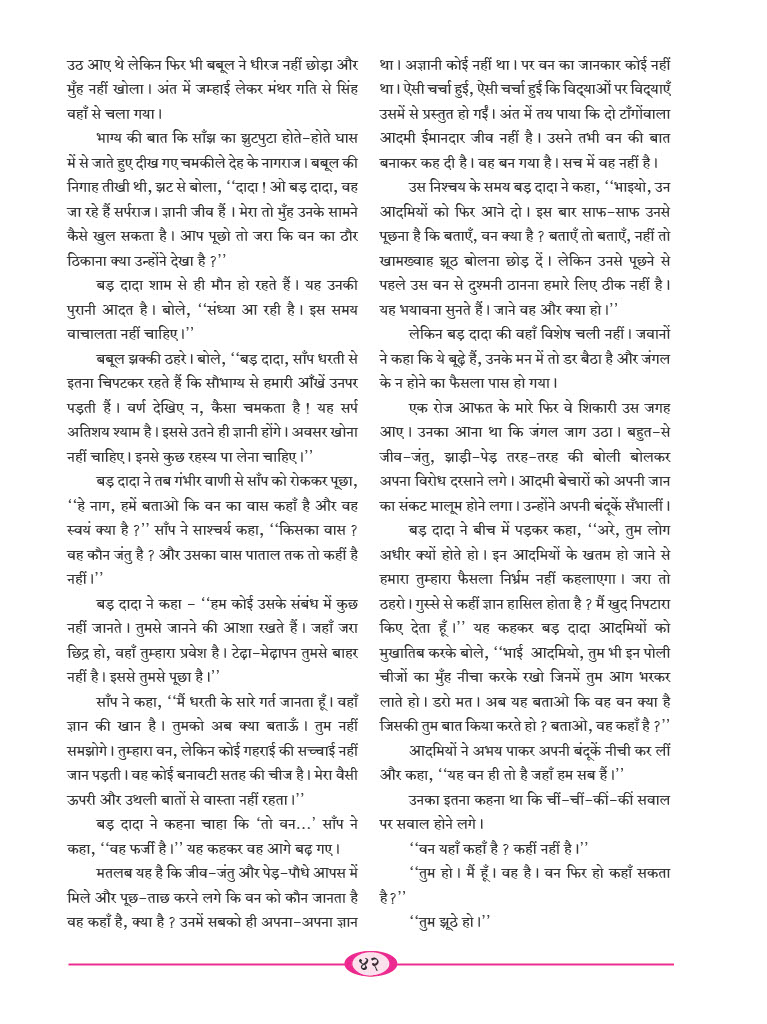 उठ आए थे लेकिन फिर भी बबूल ने धीरज नहीं छोड़ा और
मुँह नहीं खोला । अंत में जम्हाई लेकर मंथर गति से सिंह
वहाँ से चला गया ।
भाग्य की बात कि साँझ का झुटपुटा होते-होते घास
में से जाते हुए दीख गए चमकीले देह के नागराज । बबूल की
निगाह तीखी थी, झट से बोला, ‘‘दादा ! ओ बड़ दादा, वह
जा रहे हैं सर्पराज । ज्ञानी जीव हैं । मेरा तो मुँह उनके सामने
कैसे खुल सकता है । आप पूछो तो जरा कि वन का ठौर
ठिकाना क्या उन्होंने देखा है ?’’
बड़ दादा शाम से ही मौन हो रहते हैं । यह उनकी
पुरानी आदत है । बोले, ‘‘संध्या आ रही है । इस समय
वाचालता नहीं चाहिए ।’’
बबूल झक्की ठहरे । बोले, ‘‘बड़ दादा, साँप धरती से
इतना चिपटकर रहते हैं कि सौभाग्य से हमारी आँखें उनपर
पड़ती हैं । वर्ण देखिए न, कैसा चमकता है ! यह सर्प
अतिशय श्याम है । इससे उतने ही ज्ञानी होंगे । अवसर खोना
नहीं चाहिए । इनसे कुछ रहस्य पा लेना चाहिए ।’’
बड़ दादा ने तब गंभीर वाणी से साँप को रोककर पूछा,
‘‘हे नाग, हमें बताओ कि वन का वास कहाँ है और वह
स्वयं क्या है ?’’ साँप ने साश्चर्य कहा, ‘‘किसका वास ?
वह कौन जंतु है ? और उसका वास पाताल तक तो कहीं है
नहीं ।’’
बड़ दादा ने कहा - ‘‘हम कोई उसके संबंध में कुछ
नहीं जानते । तुमसे जानने की आशा रखते हैं । जहाँ जरा
छिद्र हो, वहाँ तुम्हारा प्रवेश है । टेढ़ा-मेढ़ापन तुमसे बाहर
नहीं है । इससे तुमसे पूछा है ।’’
साँप ने कहा, ‘‘मैं धरती के सारे गर्त जानता हूँ । वहाँ
ज्ञान की खान है । तुमको अब क्या बताऊँ । तुम नहीं
समझोगे । तुम्हारा वन, लेकिन कोई गहराई की सच्चाई नहीं
जान पड़ती । वह कोई बनावटी सतह की चीज है । मेरा वैसी
ऊपरी और उथली बातों से वास्ता नहीं रहता ।’’
बड़ दादा ने कहना चाहा कि ‘तो वन...’ साँप ने
कहा, ‘‘वह फर्जी है ।’’ यह कहकर वह आगे बढ़ गए ।
मतलब यह है कि जीव-जंतु और पेड़-पौधे आपस में
मिले और पूछ-ताछ करने लगे कि वन को कौन जानता है
वह कहाँ है, क्या है ? उनमें सबको ही अपना-अपना ज्ञान
था । अज्ञानी कोई नहीं था । पर वन का जानकार कोई नहीं
था । ऐसी चर्चा हुई, ऐसी चर्चा हुई कि विद्याओं पर विद्याएँ
उसमें से प्रस्तुत हो गईं । अंत में तय पाया कि दो टाँगोंवाला
आदमी ईमानदार जीव नहीं है । उसने तभी वन की बात
बनाकर कह दी है । वह बन गया है । सच में वह नहीं है ।
उस निश्चय के समय बड़ दादा ने कहा, ‘‘भाइयो, उन
आदमियों को फिर आने दो । इस बार साफ-साफ उनसे
पूछना है कि बताएँ, वन क्या है ? बताएँ तो बताएँ, नहीं तो
खामख्वाह झूठ बोलना छोड़ दें । लेकिन उनसे पूछने से
पहले उस वन से दुश्मनी ठानना हमारे लिए ठीक नहीं है ।
यह भयावना सुनते हैं । जाने वह और क्या हो ।’’
लेकिन बड़ दादा की वहाँ विशेष चली नहीं । जवानों
ने कहा कि ये बूढ़े हैं, उनके मन में तो डर बैठा है और जंगल
के न होने का फैसला पास हो गया ।
एक रोज आफत के मारे फिर वे शिकारी उस जगह
आए । उनका आना था कि जंगल जाग उठा । बहुत-से
जीव-जंतु, झाड़ी-पेड़ तरह-तरह की बोली बोलकर
अपना विरोध दरसाने लगे । आदमी बेचारों को अपनी जान
का संकट मालूम होने लगा । उन्होंने अपनी बंदूकें सँभालीं ।
बड़ दादा ने बीच में पड़कर कहा, ‘‘अरे, तुम लोग
अधीर क्यों होते हो । इन आदमियों के खतम हो जाने से
हमारा तुम्हारा फैसला निर्भ्रम नहीं कहलाएगा । जरा तो
ठहरो । गुस्से से कहीं ज्ञान हासिल होता है ? मैं खुद निपटारा
किए देता हूँ ।’’ यह कहकर बड़ दादा आदमियों को
मुखातिब करके बोले, ‘‘भाई आदमियो, तुम भी इन पोली
चीजों का मुँह नीचा करके रखो जिनमें तुम आग भरकर
लाते हो । डरो मत । अब यह बताओ कि वह वन क्या है
जिसकी तुम बात किया करते हो ? बताओ, वह कहाँ है ?’’
आदमियों ने अभय पाकर अपनी बंदूकें नीची कर लीं
और कहा, ‘‘यह वन ही तो है जहाँ हम सब हैं ।’’
उनका इतना कहना था कि चीं-चीं-कीं-कीं सवाल
पर सवाल होने लगे ।
‘‘वन यहाँ कहाँ है ? कहीं नहीं है ।’’
‘‘तुम हो । मैं हूँ । वह है । वन फिर हो कहाँ सकता
है ?’’
‘‘तुम झूठे हो ।’’
४२